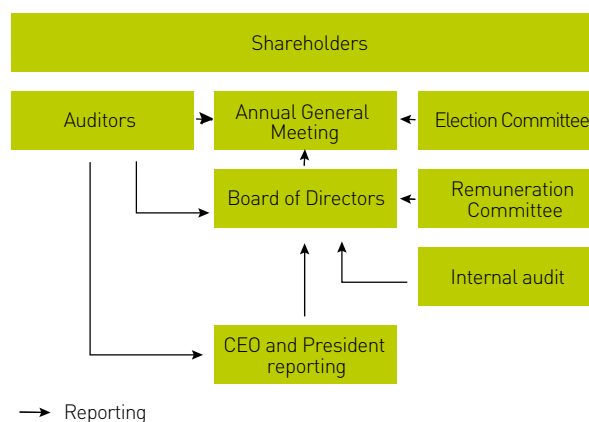 Shareholders
Auditors
Annual General
Meeting
Election Committee
Board of Directors
Remuneration
Committee
Internal audit
CEO and President
reporting
Reporting